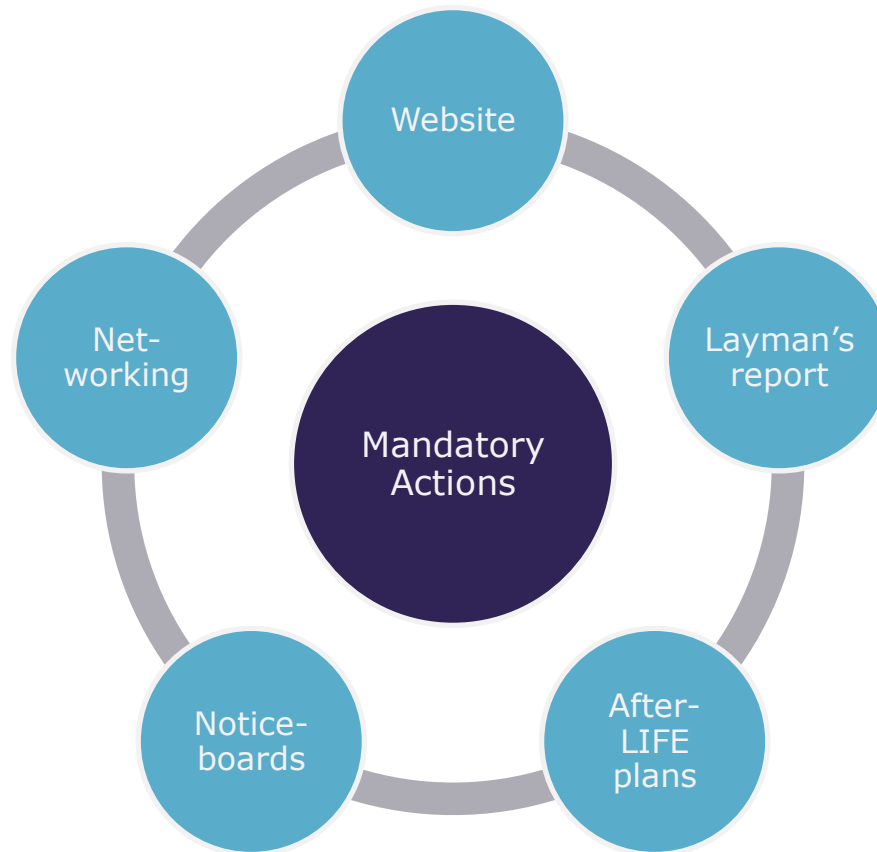 Website
Net-
working
Layman’s
report
Mandatory
Actions
Notice-
boards
After-
LIFE
plans